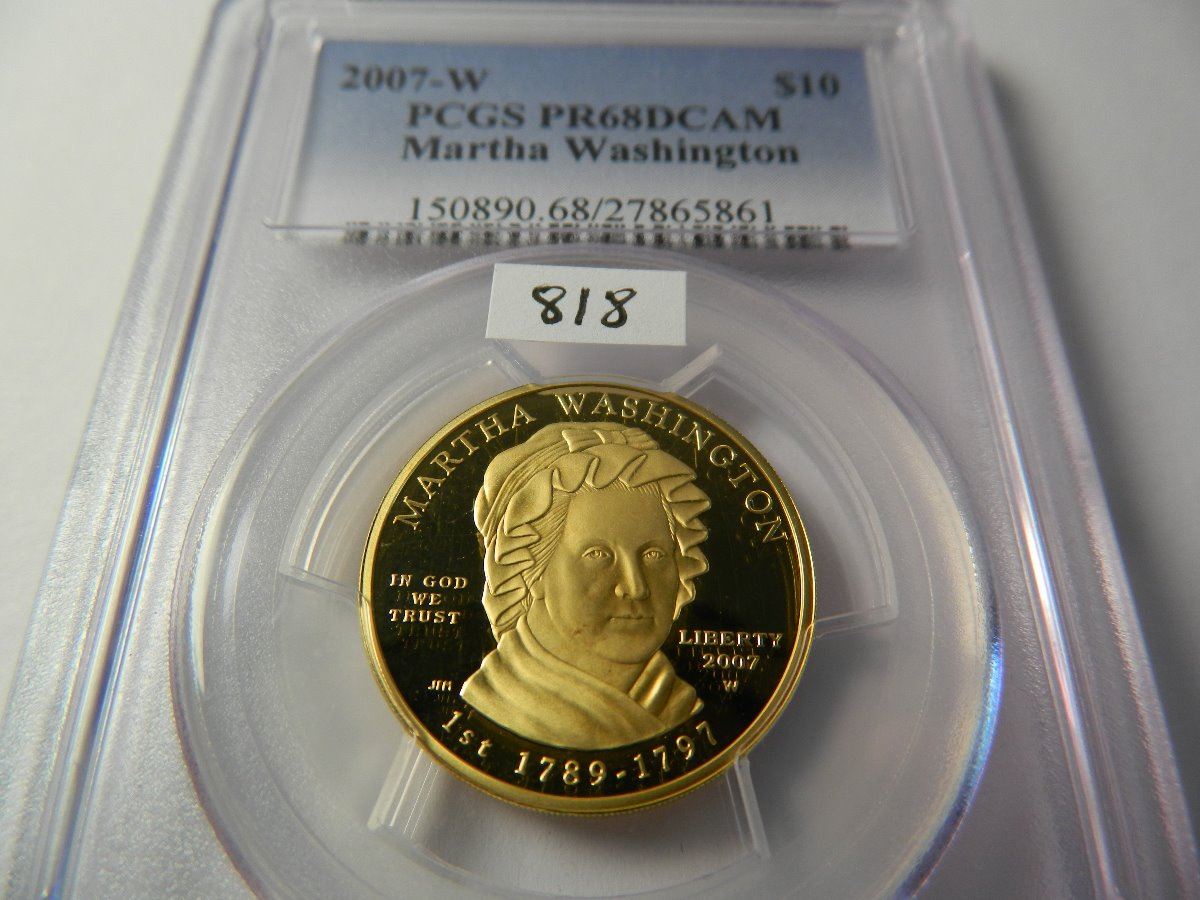 2007-W $10
PCGS PR68DCAM
Martha Washington
150890.68/27865861
818
MARTHA WASHINGTON
IN GOD
WE
TRUST
LIBERTY
2007
W
1st 1789-1797